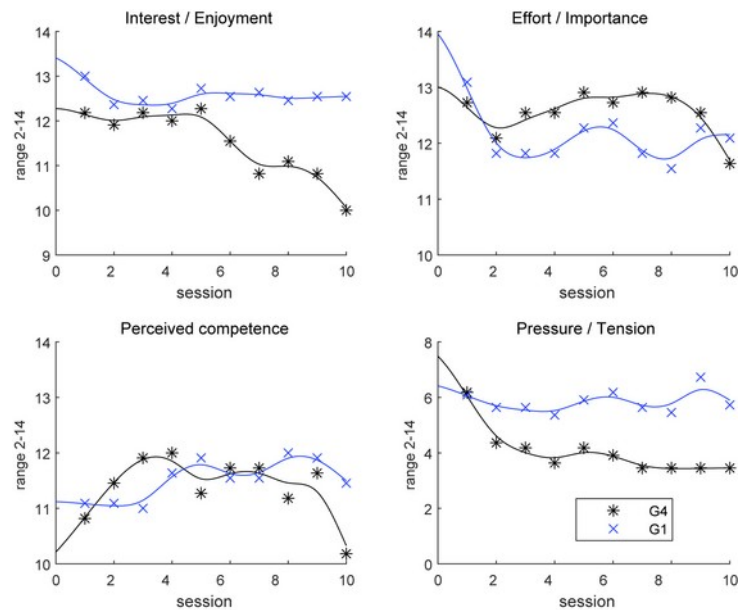 Interest / Enjoyment
14
13
12
11
10
9
range 2-14
0 2 4 6 8 10
session
Effort / Importance
14
13
12
11
10
range 2-14
0 2 4 6 8 10
session
Perceived competence
14
13
12
11
10
range 2-14
0 2 4 6 8 10
session
Pressure / Tension
8
6
4
2
0
range 2-14
G4
G1
0 2 4 6 8 10
session